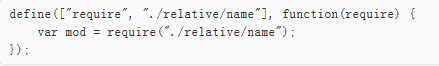 define(["require", "./relative/name"], function(require) {
    var mod = require("./relative/name");
});